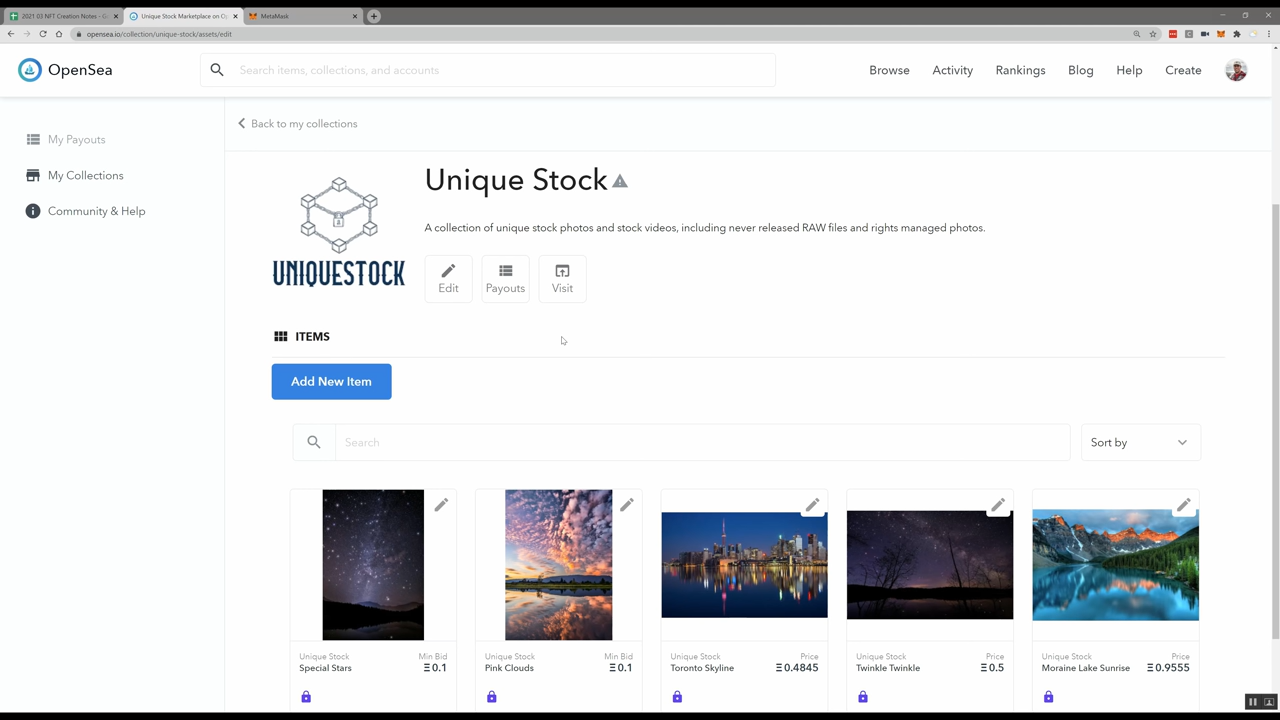 2021 03 NFT Creation Notes - G
Unique Stock Marketplace on Op
MetaMask
opensea.io/collection/unique-stock/assets/edit
OpenSea
Search items, collections, and accounts
Browse
Activity
Rankings
Blog
Help
Create
My Payouts
My Collections
Community & Help
Back to my collections
UNIQUESTOCK
Unique Stock
A collection of unique stock photos and stock videos, including never released RAW files and rights managed photos.
Edit
Payouts
Visit
ITEMS
Add New Item
Search
Sort by
Unique Stock Min Bid
Special Stars Ξ 0.1
Unique Stock Min Bid
Pink Clouds Ξ 0.1
Unique Stock Price
Toronto Skyline Ξ 0.4845
Unique Stock Price
Twinkle Twinkle Ξ 0.5
Unique Stock Price
Moraine Lake Sunrise Ξ 0.9555